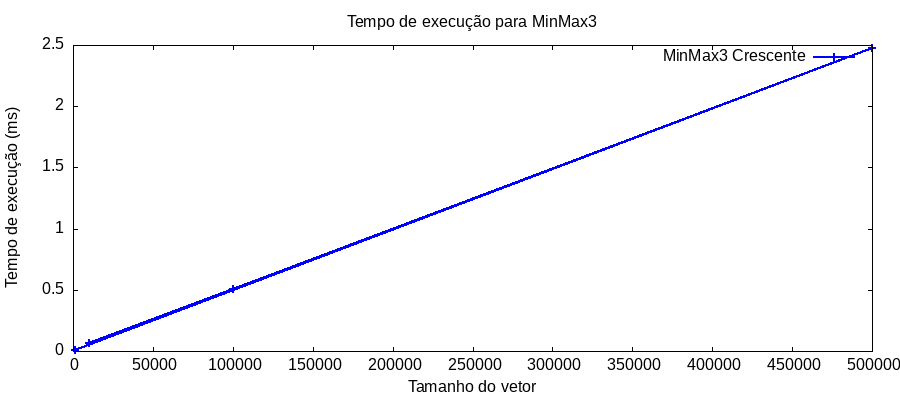 Tempo de execução para MinMax3
MinMax3 Crescente
Tempo de execução (ms)
2.5
2
1.5
1
0.5
0
0 50000 100000 150000 200000 250000 300000 350000 400000 450000 500000
Tamanho do vetor